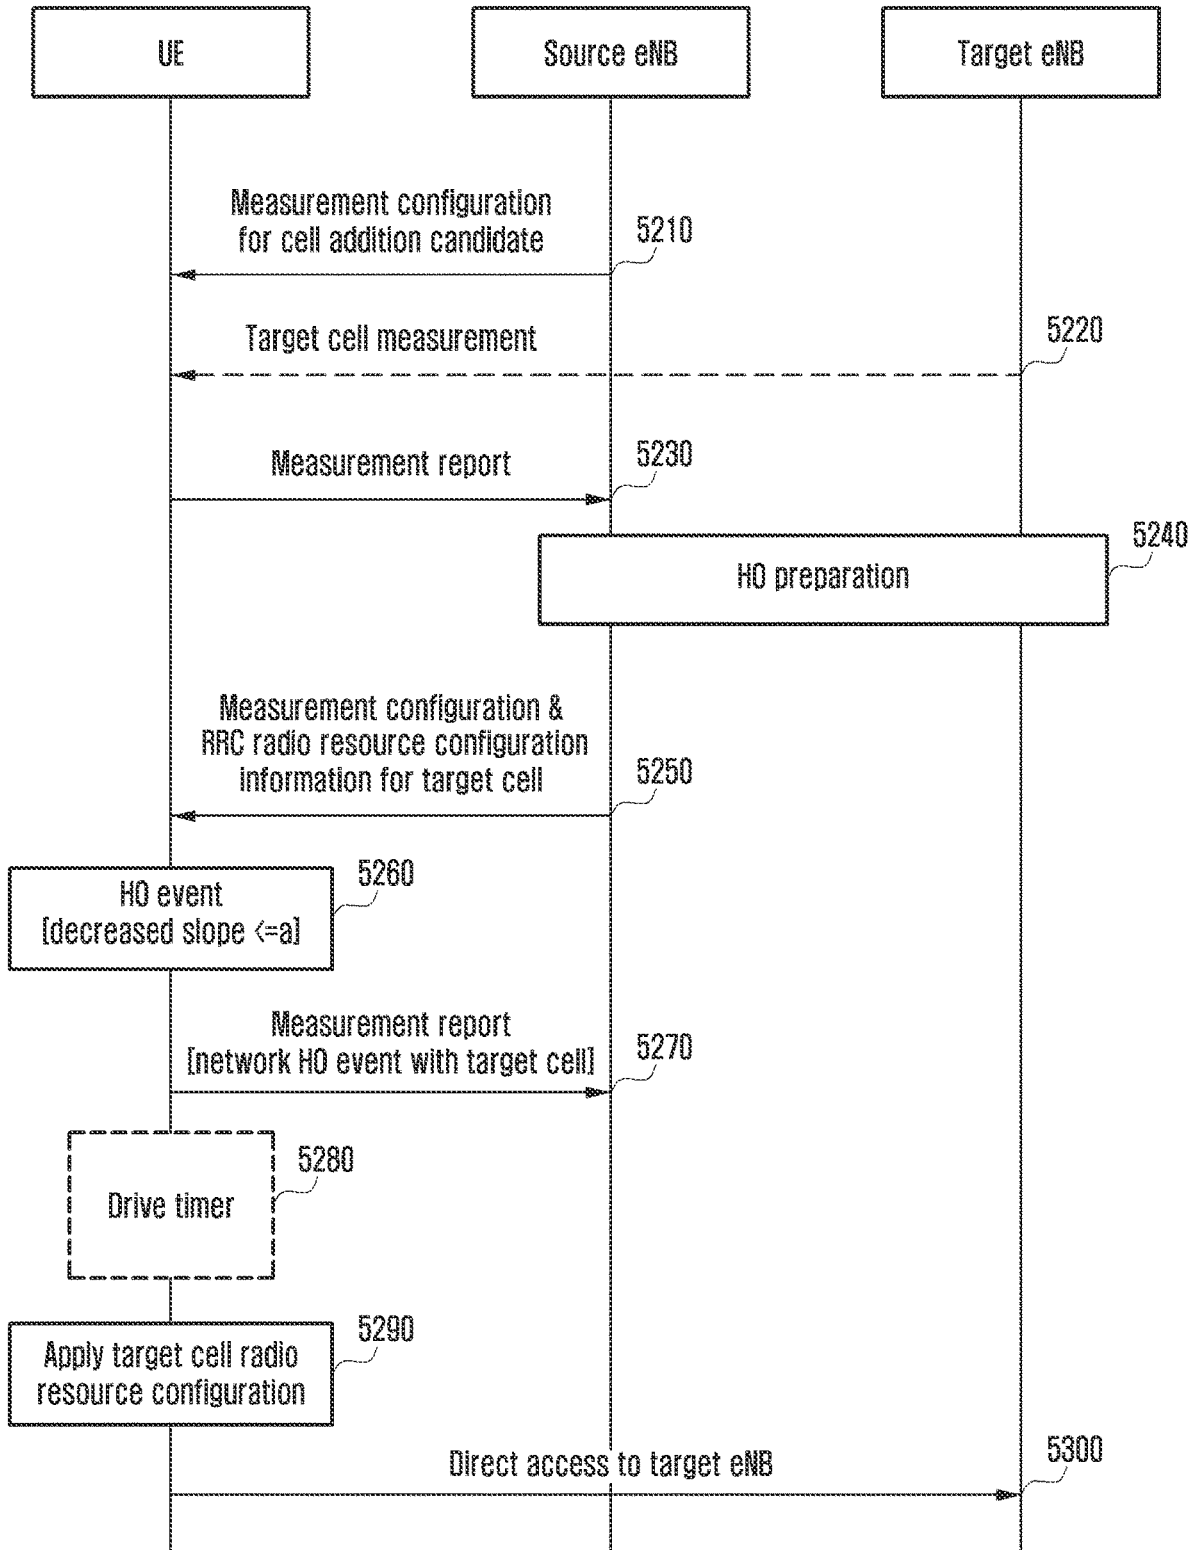 UE
Source eNB
Target eNB
Measurement configuration
for cell addition candidate
5210
Target cell measurement
5220
Measurement report
5230
HO preparation
5240
Measurement configuration &
RRC radio resource configuration
information for target cell
5250
HO event
[decreased slope <=a]
5260
Measurement report
[network HO event with target cell]
5270
Drive timer
5280
Apply target cell radio
resource configuration
5290
Direct access to target eNB
5300